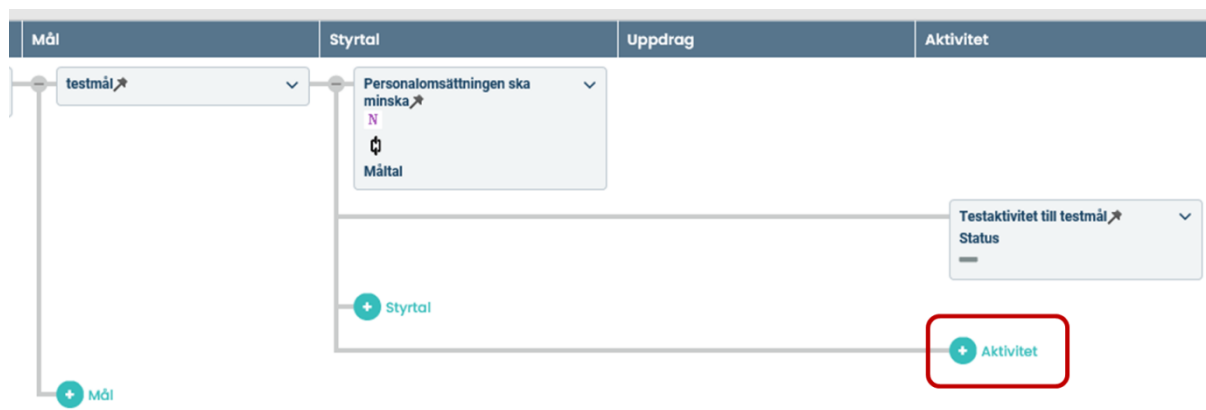 Mål Styrtal Uppdrag Aktivitet
testmål
Personalomsättningen ska
minska
N
Måltal
Testaktivitet till testmål
Status
Styrtal
Aktivitet
Mål